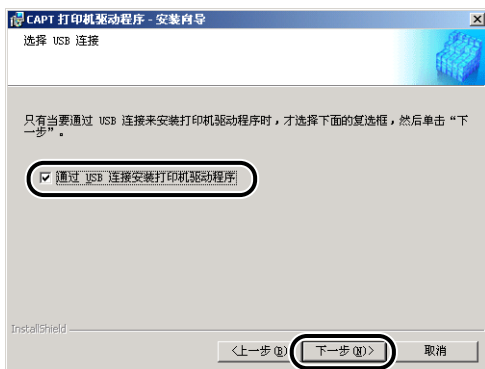 CAPT 打印机驱动程序 - 安装向导
选择 USB 连接
只有当要通过 USB 连接来安装打印机驱动程序时，才选择下面的复选框，然后单击“下
一步”。
通过 USB 连接安装打印机驱动程序
InstallShield
<上一步(B) 下一步(N)> 取消